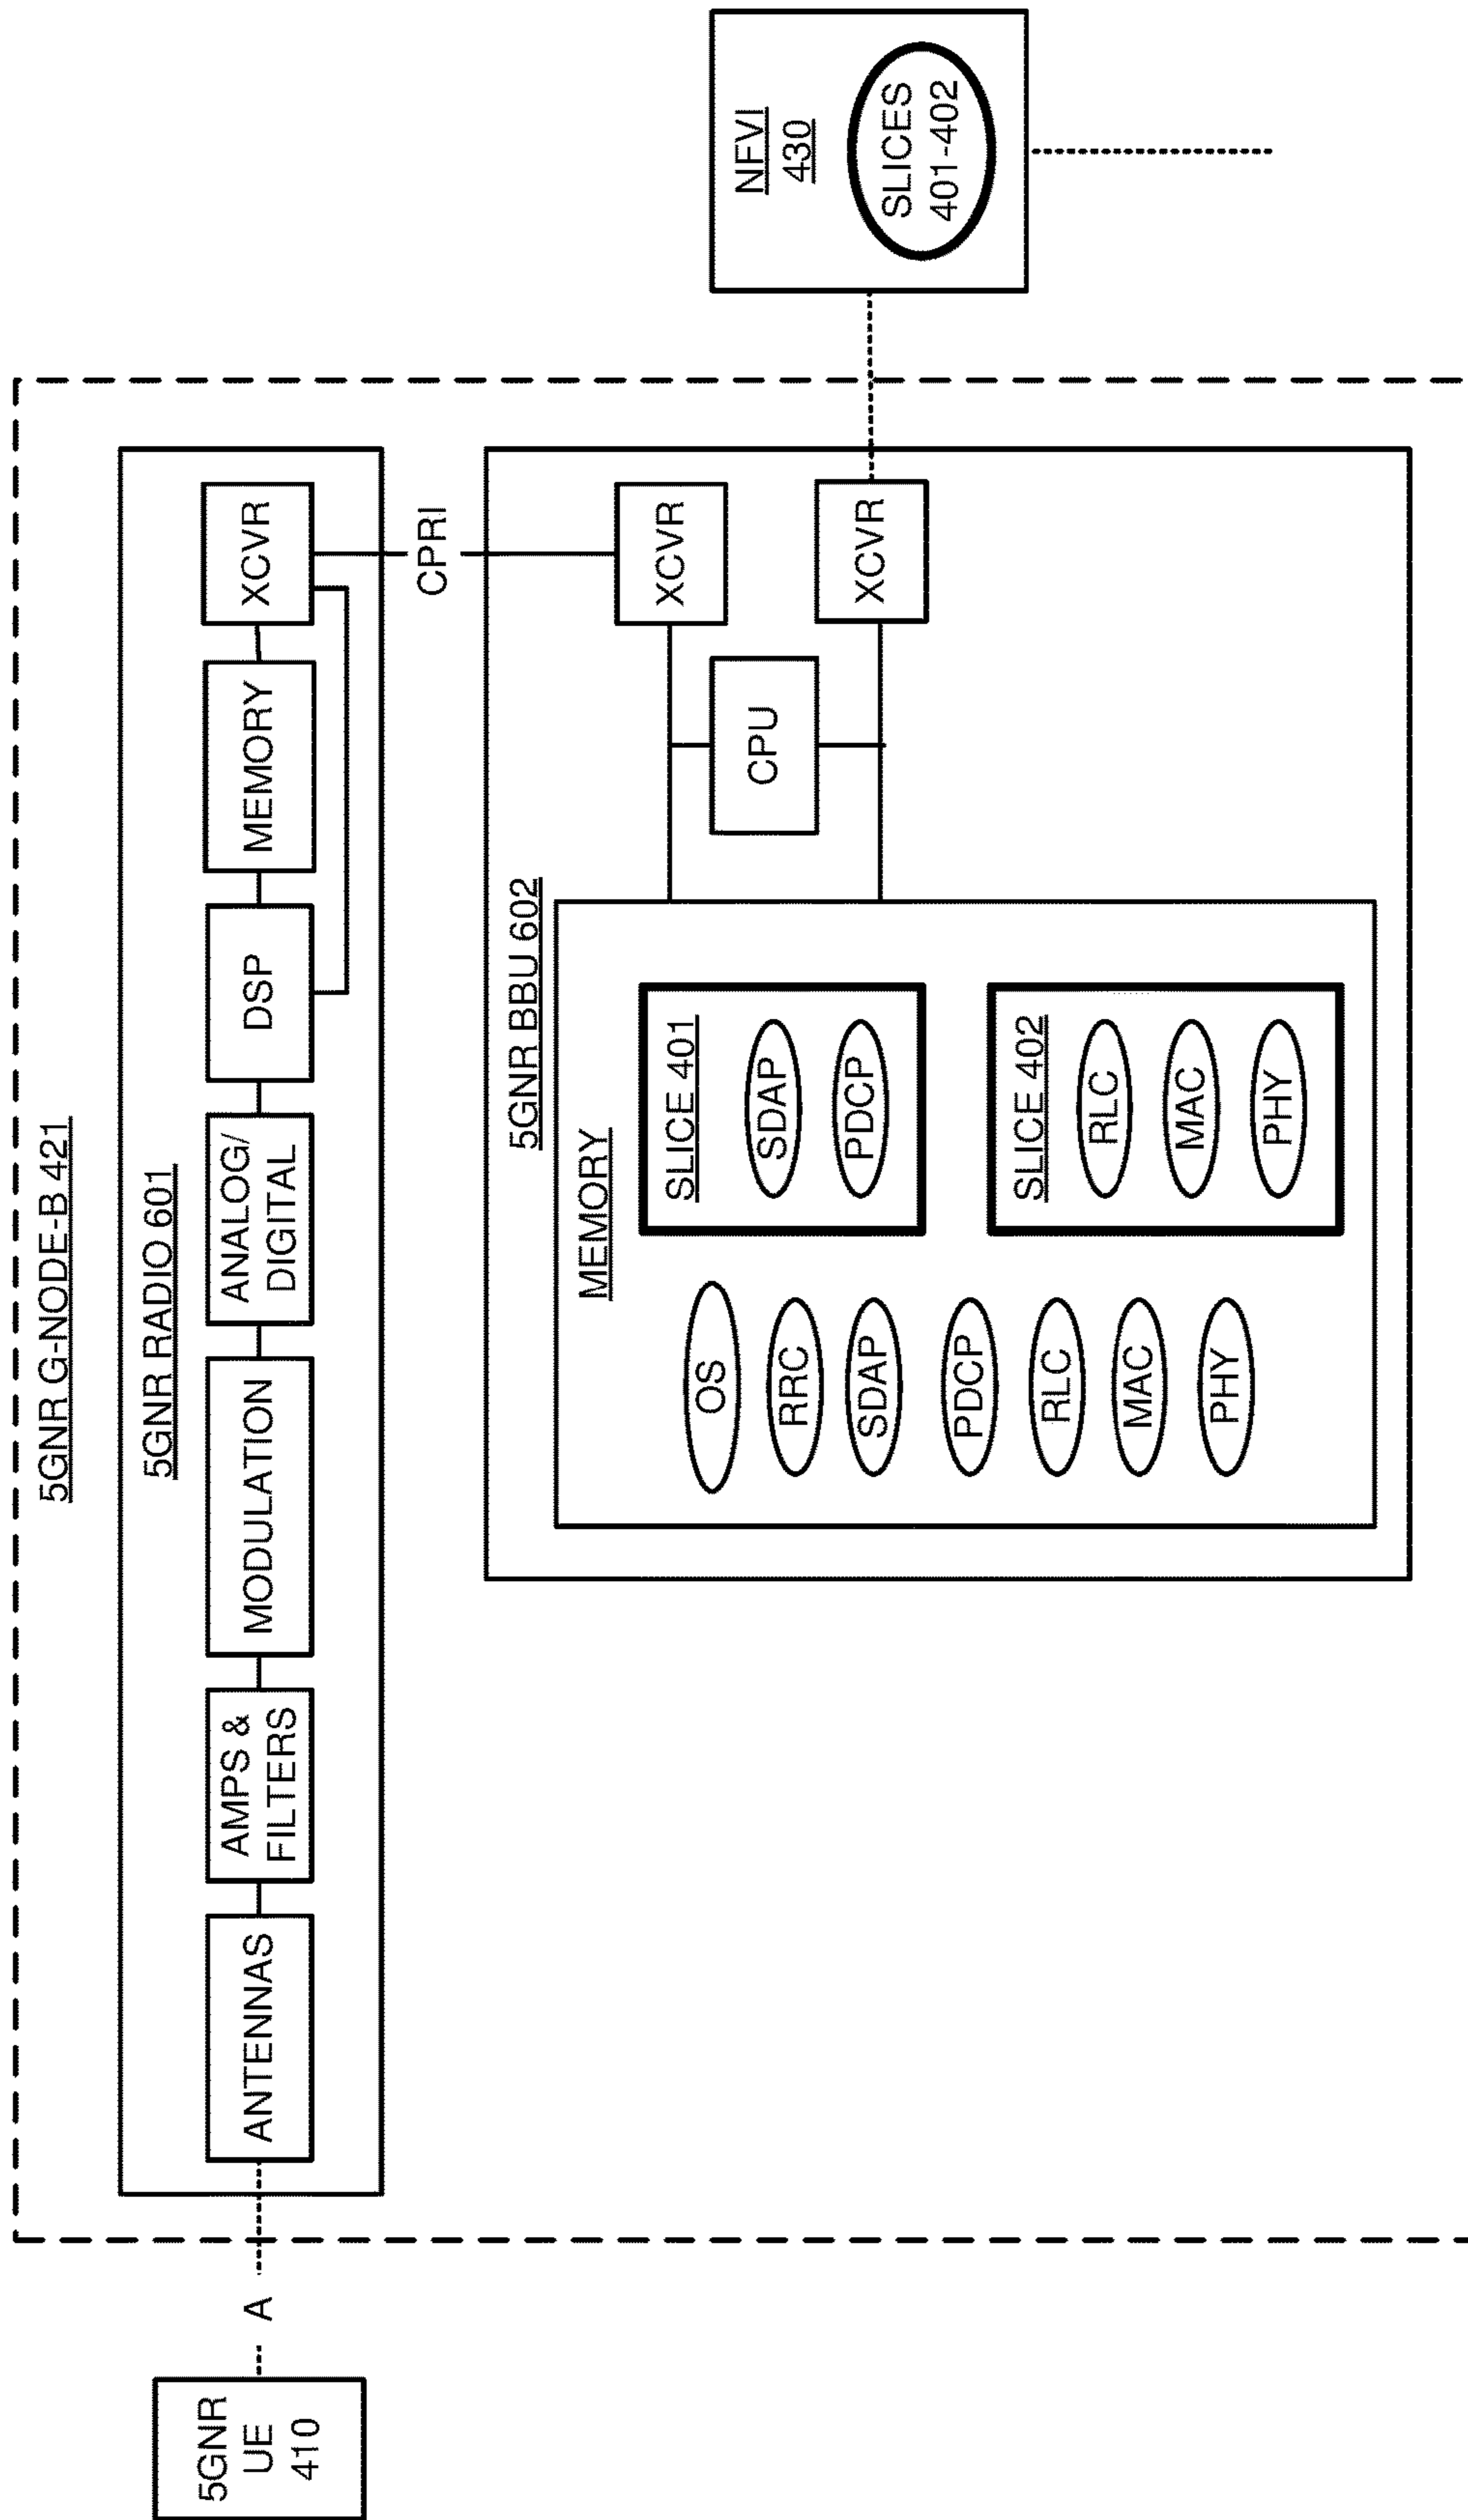 5GNR G-NODE-B 421
5GNR RADIO 601
5GNR
UE
410
A
ANTENNAS
AMPS &
FILTERS
MODULATION
ANALOG/
DIGITAL
DSP
MEMORY
XCVR
CPRI
5GNR BBU 602
MEMORY
OS
RRC
SDAP
PDCP
RLC
MAC
PHY
SLICE 401
SDAP
PDCP
SLICE 402
RLC
MAC
PHY
CPU
XCVR
XCVR
NFVI
430
SLICES
401-402